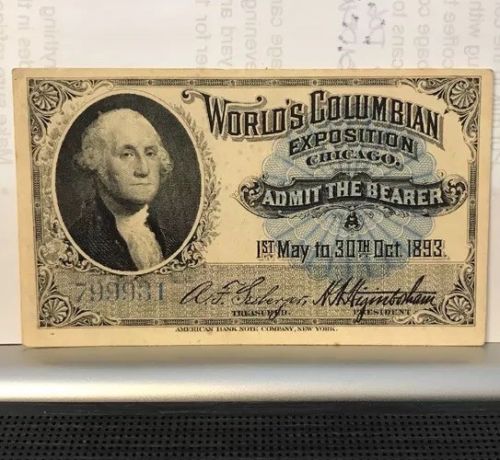 WORLD'S COLUMBIAN
EXPOSITION
CHICAGO.
ADMIT THE BEARER
A
1ST May to 30TH Oct. 1893.
799931
TREASURER.
PRESIDENT
AMERICAN BANK NOTE COMPANY, NEW YORK.